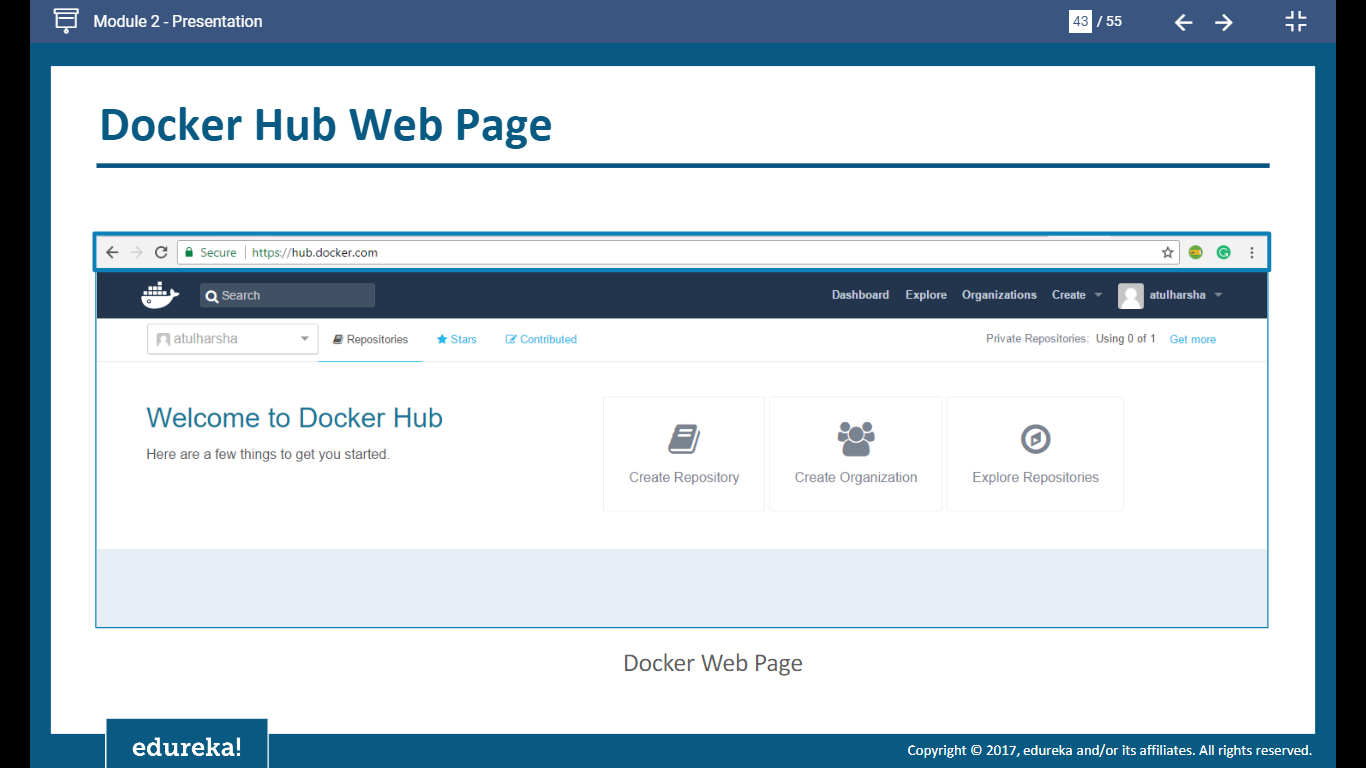 Module 2 - Presentation
43 / 55
Docker Hub Web Page
Secure | https://hub.docker.com
Search
Dashboard Explore Organizations Create atulharsha
atulharsha Repositories Stars Contributed Private Repositories: Using 0 of 1 Get more
Welcome to Docker Hub
Here are a few things to get you started.
Create Repository Create Organization Explore Repositories
Docker Web Page
edureka!
Copyright © 2017, edureka and/or its affiliates. All rights reserved.